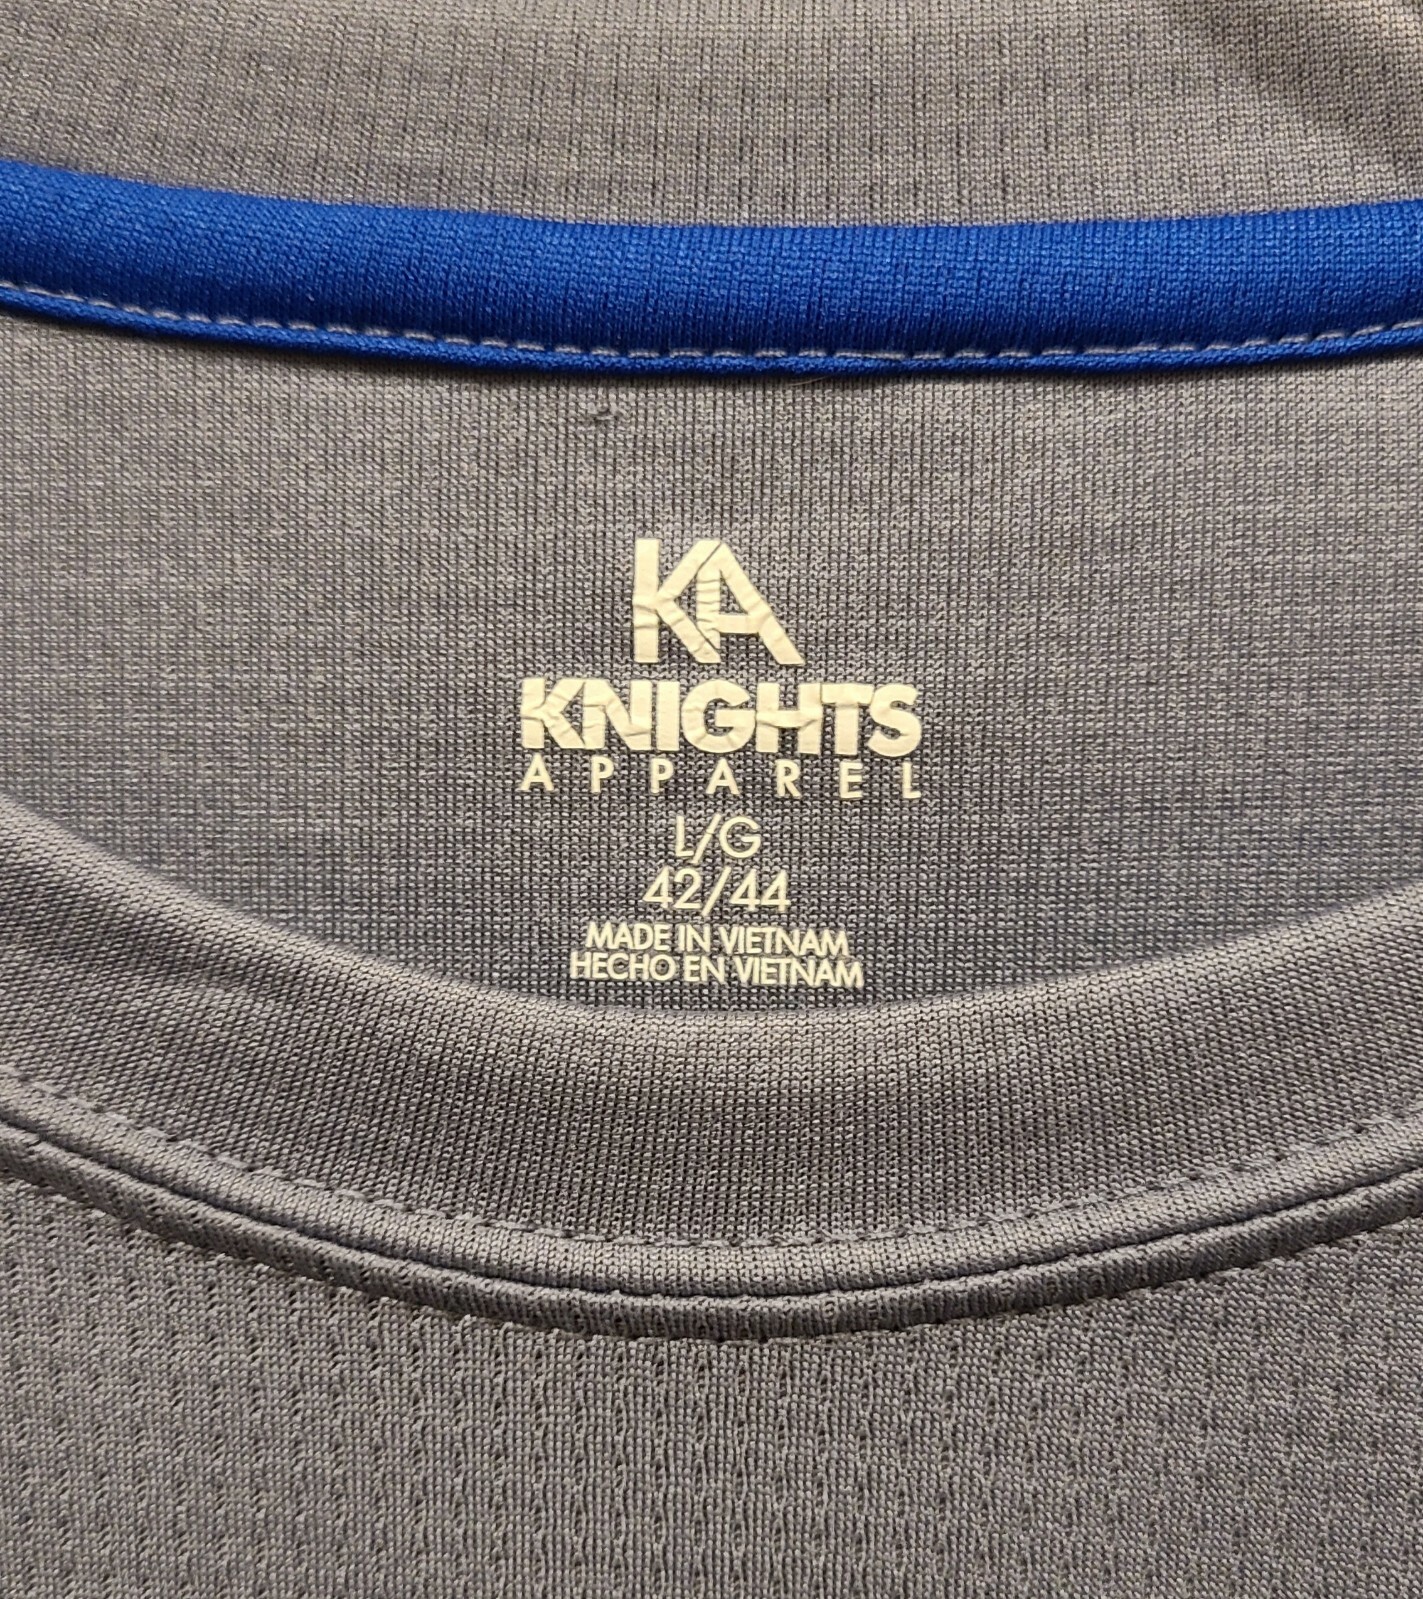 KA
KNIGHTS
APPAREL
L/G
42/44
MADE IN VIETNAM
HECHO EN VIETNAM